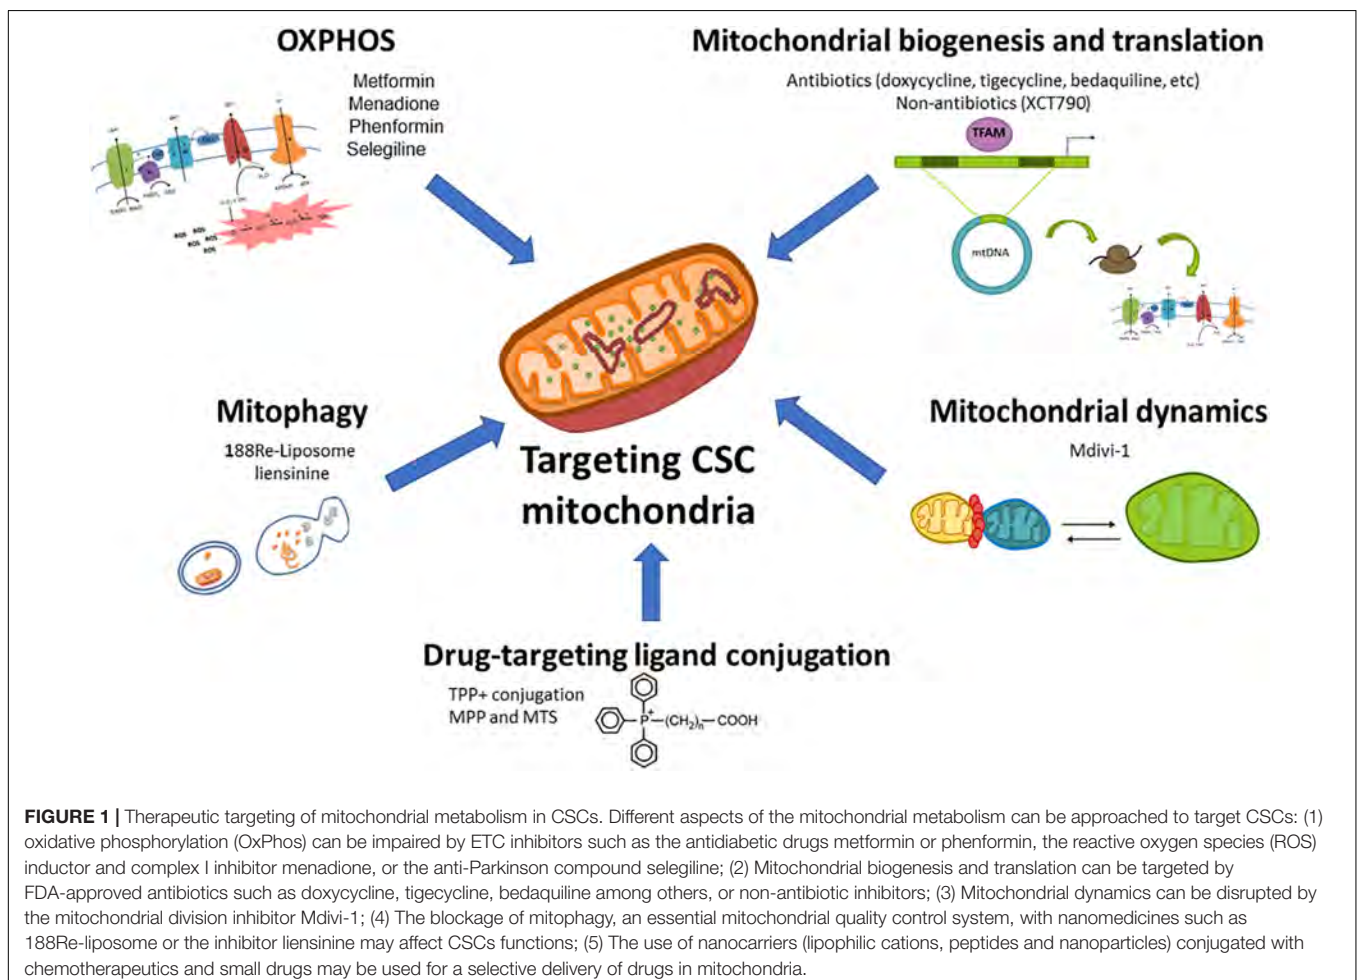 OXPHOS
Metformin
Menadione
Phenformin
Selegiline
ROS ROS
ROS ROS
ROS
Mitochondrial biogenesis and translation
Antibiotics (doxycycline, tigecycline, bedaquiline, etc)
Non-antibiotics (XCT790)
TFAM
mtDNA
Mitophagy
188Re-Liposome
liensinine
Targeting CSC
mitochondria
Mitochondrial dynamics
Mdivi-1
Drug-targeting ligand conjugation
TPP+ conjugation
MPP and MTS
P+—(CH2)n—COOH
FIGURE 1 | Therapeutic targeting of mitochondrial metabolism in CSCs. Different aspects of the mitochondrial metabolism can be approached to target CSCs: (1)
oxidative phosphorylation (OxPhos) can be impaired by ETC inhibitors such as the antidiabetic drugs metformin or phenformin, the reactive oxygen species (ROS)
inductor and complex I inhibitor menadione, or the anti-Parkinson compound selegiline; (2) Mitochondrial biogenesis and translation can be targeted by
FDA-approved antibiotics such as doxycycline, tigecycline, bedaquiline among others, or non-antibiotic inhibitors; (3) Mitochondrial dynamics can be disrupted by
the mitochondrial division inhibitor Mdivi-1; (4) The blockage of mitophagy, an essential mitochondrial quality control system, with nanomedicines such as
188Re-liposome or the inhibitor liensinine may affect CSCs functions; (5) The use of nanocarriers (lipophilic cations, peptides and nanoparticles) conjugated with
chemotherapeutics and small drugs may be used for a selective delivery of drugs in mitochondria.